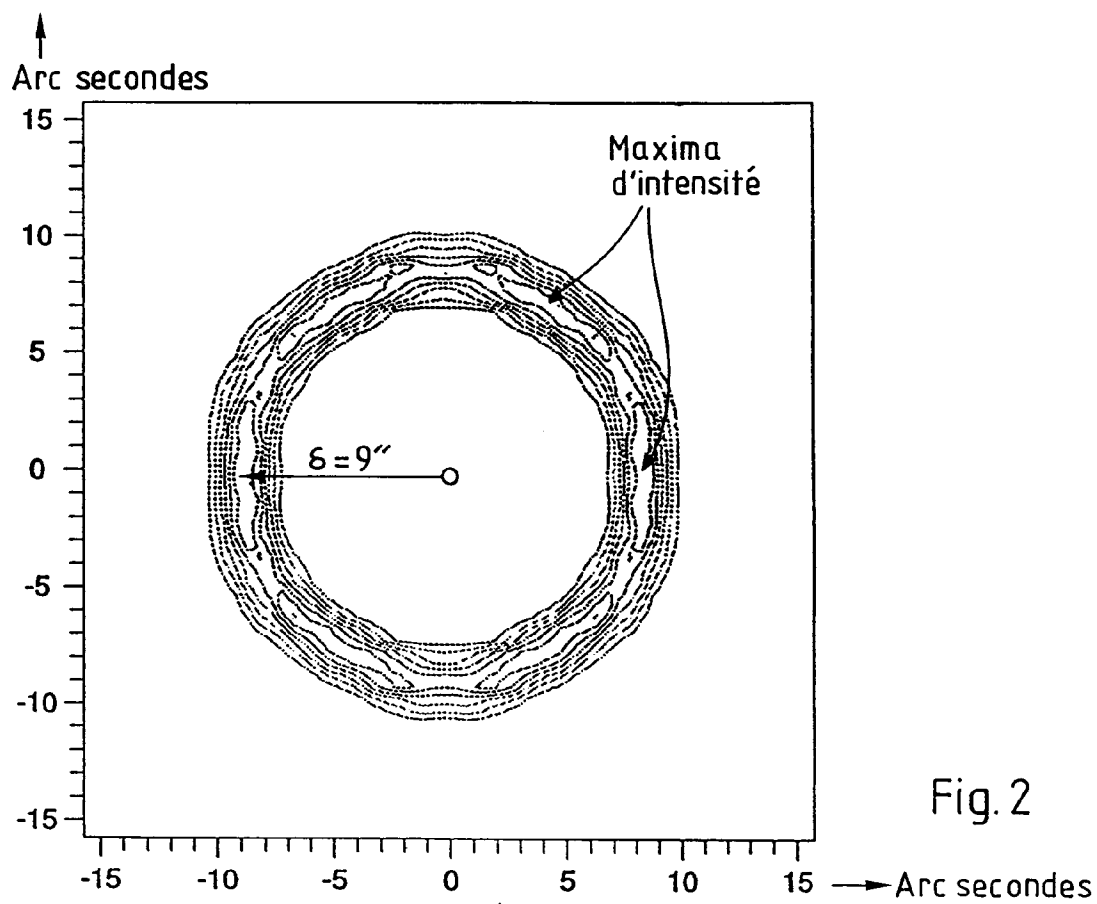 Arc secondes
15
10
5
0
-5
-10
-15
Maxima
d'intensité
δ = 9"
Fig. 2
-15 -10 -5 0 5 10 15 Arc secondes